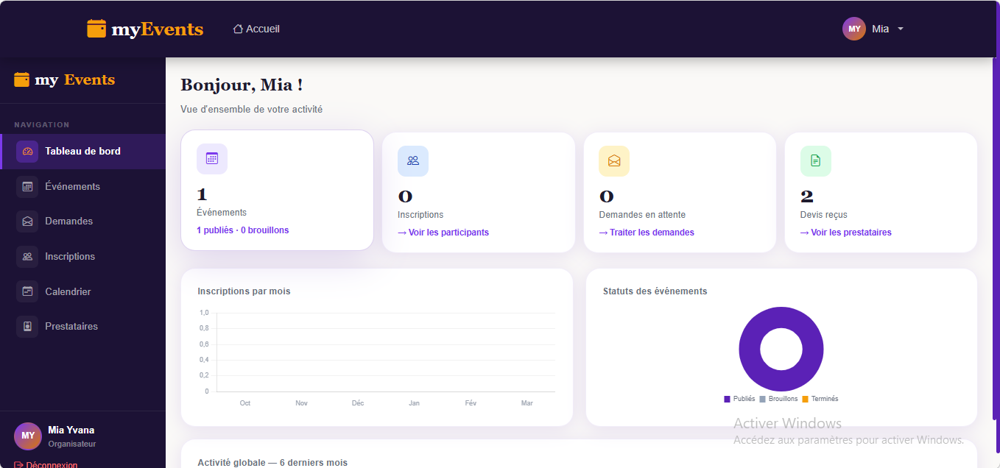 myEvents
Accueil
MY
Mia
my Events
NAVIGATION
Tableau de bord
Événements
Demandes
Inscriptions
Calendrier
Prestataires
MY
Mia Yvana
Organisateur
Déconnexion
Bonjour, Mia !
Vue d'ensemble de votre activité
1
Événements
1 publiés · 0 brouillons
0
Inscriptions
→ Voir les participants
0
Demandes en attente
→ Traiter les demandes
2
Devis reçus
→ Voir les prestataires
Inscriptions par mois
1,0
0,8
0,6
0,4
0,2
0
Oct Nov Déc Jan Fév Mar
Statuts des événements
Publiés Brouillons Terminés
Activer Windows
Accédez aux paramètres pour activer Windows.
Activité globale — 6 derniers mois